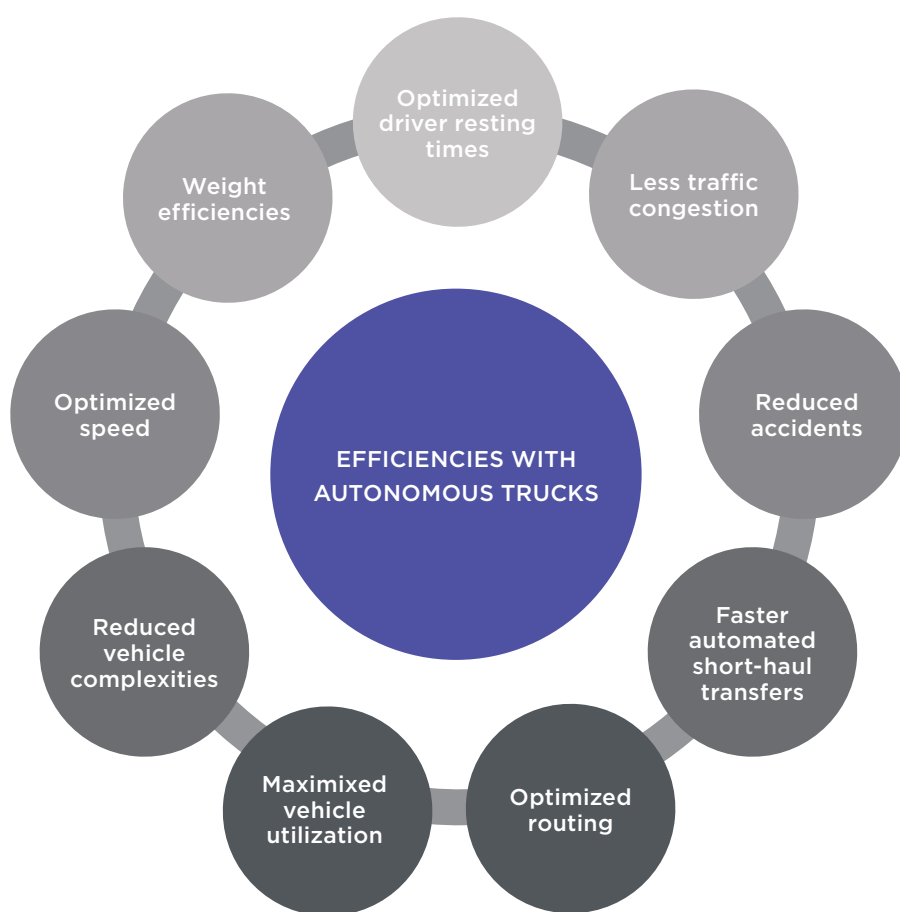 Optimized
driver resting
times
Less traffic
congestion
Reduced
accidents
Faster
automated
short-haul
transfers
Optimized
routing
Maximixed
vehicle
utilization
Reduced
vehicle
complexities
Optimized
speed
Weight
efficiencies
EFFICIENCIES WITH
AUTONOMOUS TRUCKS